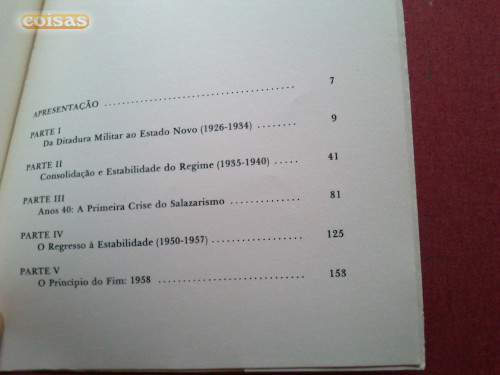 coisas
APRESENTAÇÃO ........................................ 7
PARTE I
Da Ditadura Militar ao Estado Novo (1926-1934) ........ 9
PARTE II
Consolidação e Estabilidade do Regime (1935-1940) ..... 41
PARTE III
Anos 40: A Primeira Crise do Salazarismo ............... 81
PARTE IV
O Regresso à Estabilidade (1950-1957) .................. 125
PARTE V
O Princípio do Fim: 1958 .............................. 153